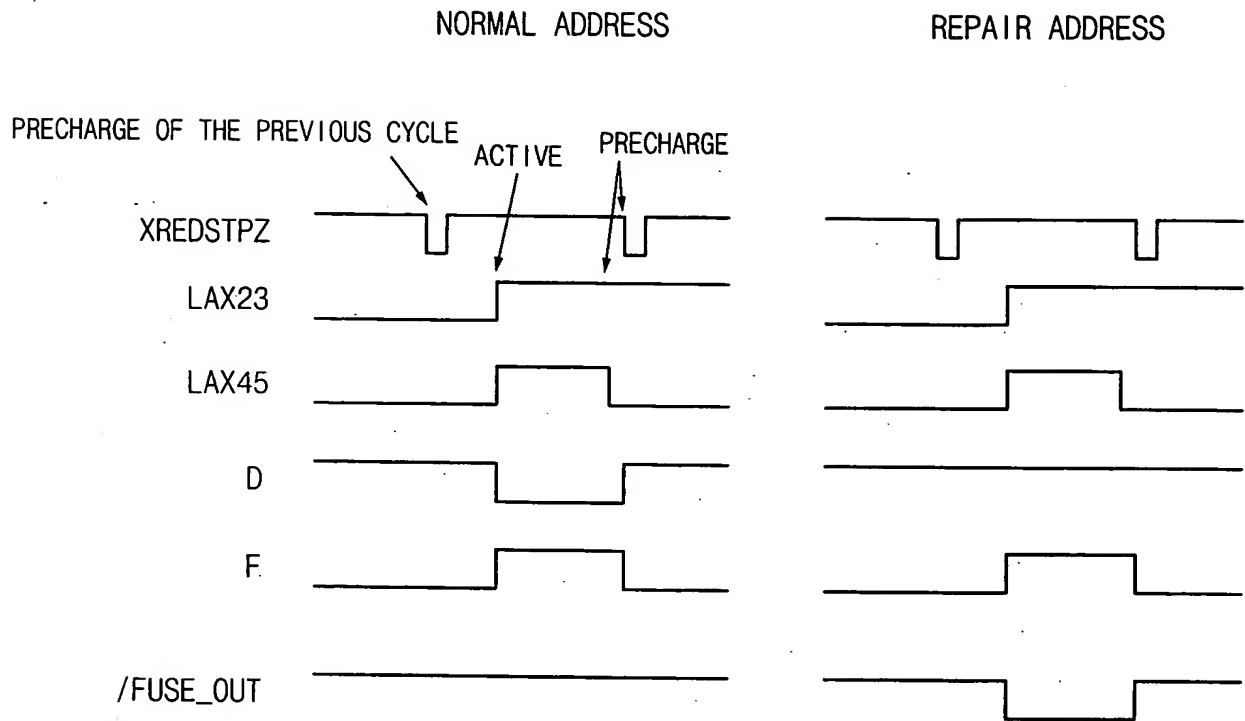 NORMAL ADDRESS
REPAIR ADDRESS
PRECHARGE OF THE PREVIOUS CYCLE
ACTIVE
PRECHARGE
XREDSTPZ
LAX23
LAX45
D
F
/FUSE_OUT